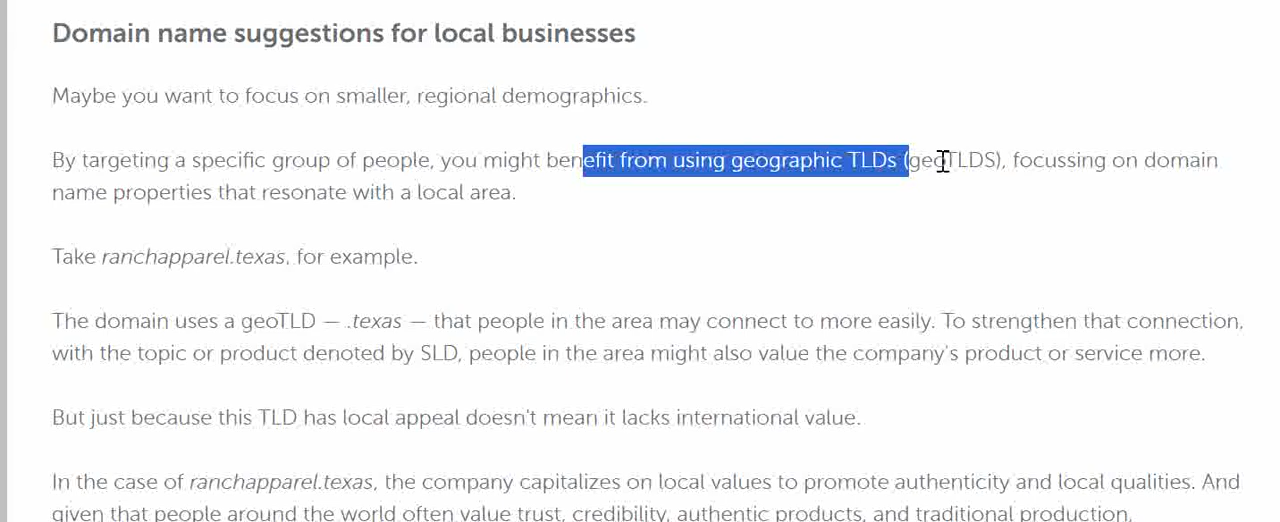 Domain name suggestions for local businesses
Maybe you want to focus on smaller, regional demographics.
By targeting a specific group of people, you might benefit from using geographic TLDs (geoTLDS), focussing on domain
name properties that resonate with a local area.
Take ranchapparel.texas, for example.
The domain uses a geoTLD — .texas — that people in the area may connect to more easily. To strengthen that connection,
with the topic or product denoted by SLD, people in the area might also value the company's product or service more.
But just because this TLD has local appeal doesn't mean it lacks international value.
In the case of ranchapparel.texas, the company capitalizes on local values to promote authenticity and local qualities. And
given that people around the world often value trust, credibility, authentic products, and traditional production,